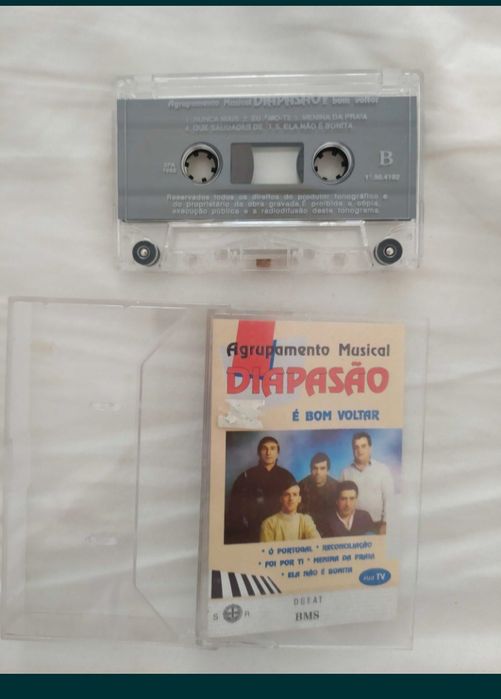 Agrupamento Musical DIAPASÃO É bom voltar
1. NUNCA MAIS 2. EU AMO-TE 3. MENINA DA PRAIA
4. QUE SAUDADES DE TI 5. ELA NÃO É BONITA
SPA
B
Reservados todos os direitos do produtor fonográfico e
do proprietário da obra gravada. É proibida a cópia,
execução pública e a radiodifusão deste fonograma.
Agrupamento Musical
DIAPASÃO
É BOM VOLTAR
• Ó PORTUGAL • RECONCILIAÇÃO
• FOI POR TI • MENINA DA PRAIA
• ELA NÃO É BONITA
TV
S R
BMS